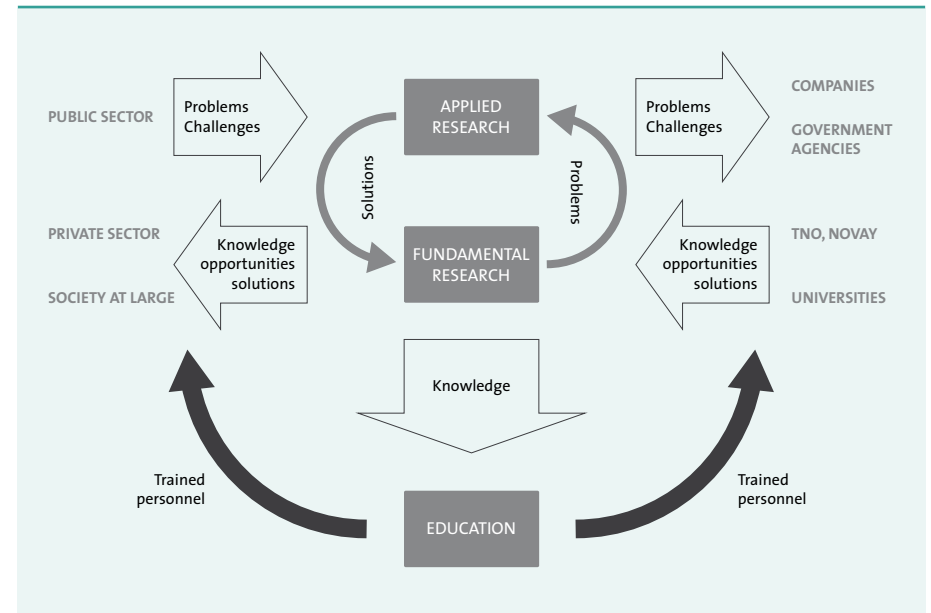 PUBLIC SECTOR
Problems
Challenges
APPLIED
RESEARCH
Problems
Challenges
COMPANIES
GOVERNMENT
AGENCIES
Solutions
Problems
PRIVATE SECTOR
SOCIETY AT LARGE
Knowledge
opportunities
solutions
FUNDAMENTAL
RESEARCH
Knowledge
opportunities
solutions
TNO, NOVAY
UNIVERSITIES
Knowledge
Trained
personnel
EDUCATION
Trained
personnel